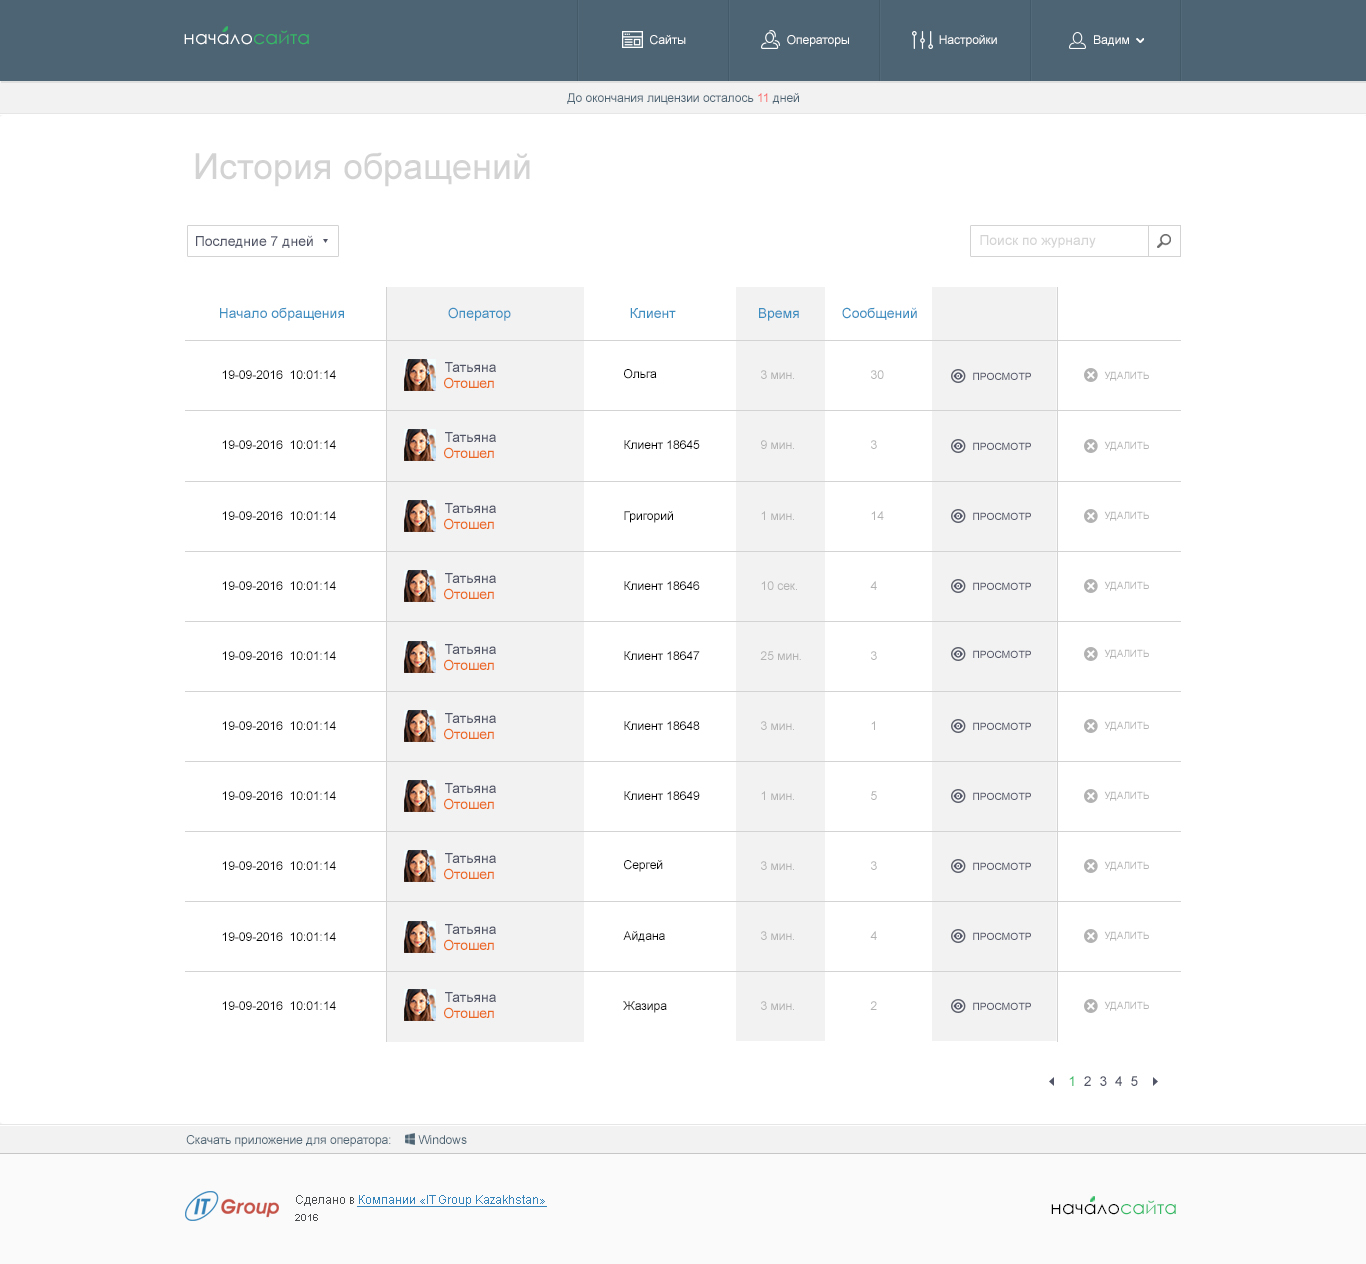 началосайта
Сайты
Операторы
Настройки
Вадим
До окончания лицензии осталось 11 дней
История обращений
Последние 7 дней
Поиск по журналу
Начало обращения Оператор Клиент Время Сообщений
19-09-2016 10:01:14 Татьяна Отошел Ольга 3 мин. 30 ПРОСМОТР УДАЛИТЬ
19-09-2016 10:01:14 Татьяна Отошел Клиент 18645 9 мин. 3 ПРОСМОТР УДАЛИТЬ
19-09-2016 10:01:14 Татьяна Отошел Григорий 1 мин. 14 ПРОСМОТР УДАЛИТЬ
19-09-2016 10:01:14 Татьяна Отошел Клиент 18646 10 сек. 4 ПРОСМОТР УДАЛИТЬ
19-09-2016 10:01:14 Татьяна Отошел Клиент 18647 25 мин. 3 ПРОСМОТР УДАЛИТЬ
19-09-2016 10:01:14 Татьяна Отошел Клиент 18648 3 мин. 1 ПРОСМОТР УДАЛИТЬ
19-09-2016 10:01:14 Татьяна Отошел Клиент 18649 1 мин. 5 ПРОСМОТР УДАЛИТЬ
19-09-2016 10:01:14 Татьяна Отошел Сергей 3 мин. 3 ПРОСМОТР УДАЛИТЬ
19-09-2016 10:01:14 Татьяна Отошел Айдана 3 мин. 4 ПРОСМОТР УДАЛИТЬ
19-09-2016 10:01:14 Татьяна Отошел Жазира 3 мин. 2 ПРОСМОТР УДАЛИТЬ
1 2 3 4 5
Скачать приложение для оператора: Windows
IT Group
Сделано в Компании «IT Group Kazakhstan»
2016
началосайта